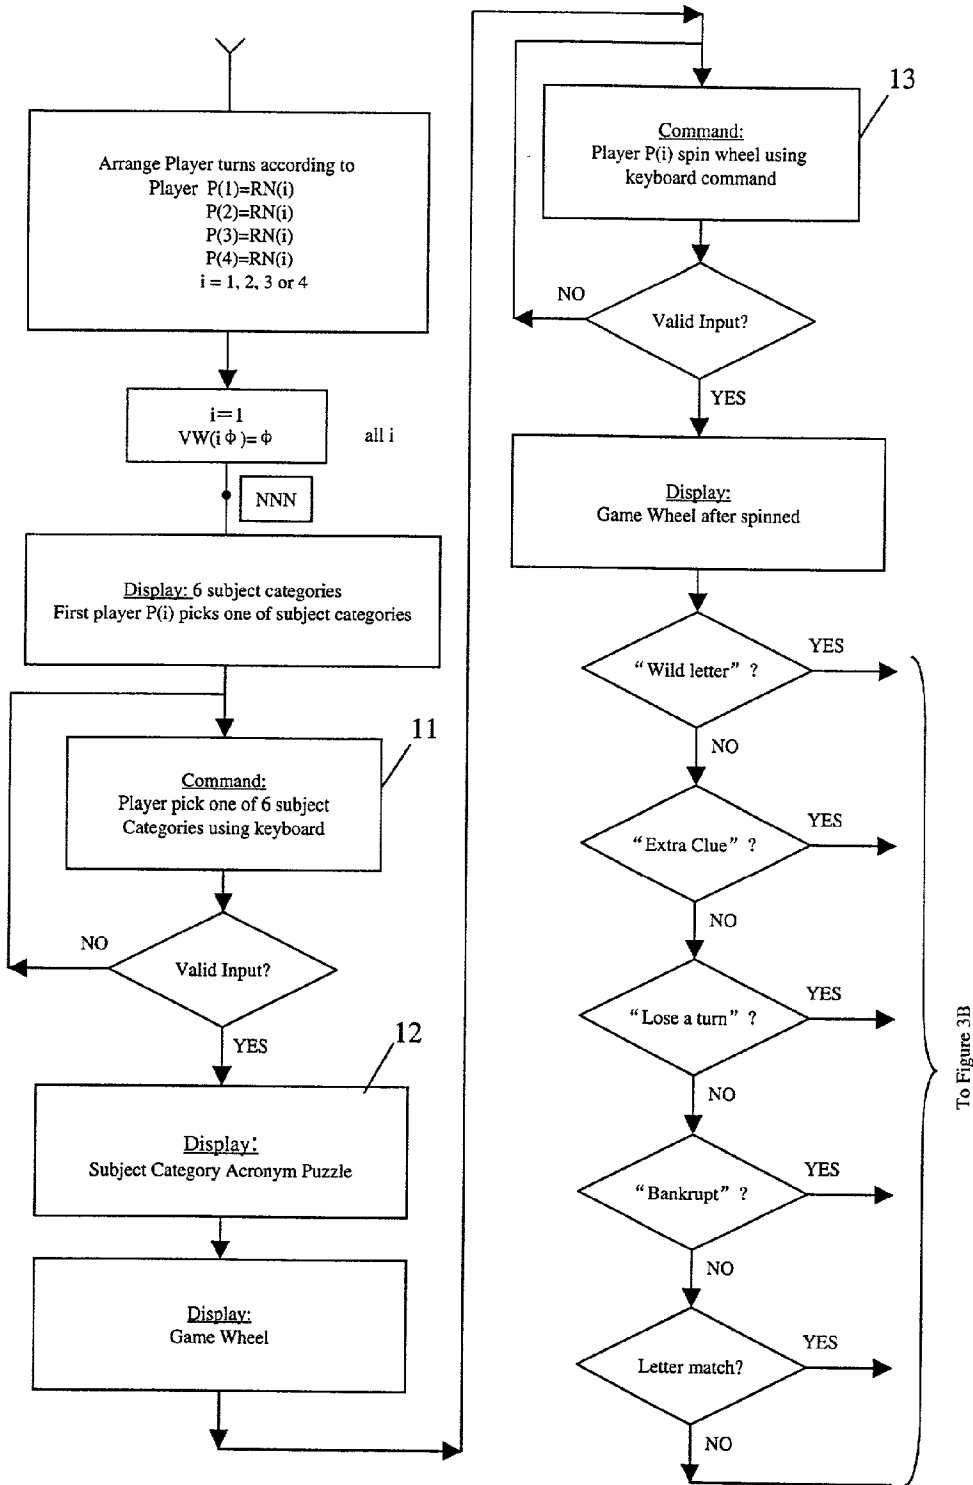 Arrange Player turns according to
Player P(1)=RN(i)
P(2)=RN(i)
P(3)=RN(i)
P(4)=RN(i)
i = 1, 2, 3 or 4
i=1
VW(i ϕ)= ϕ
all i
NNN
Display: 6 subject categories
First player P(i) picks one of subject categories
11
Command:
Player pick one of 6 subject
Categories using keyboard
NO
Valid Input?
YES
12
Display:
Subject Category Acronym Puzzle
Display:
Game Wheel
13
Command:
Player P(i) spin wheel using
keyboard command
NO
Valid Input?
YES
Display:
Game Wheel after spinned
YES
“Wild letter” ?
NO
YES
“Extra Clue” ?
NO
YES
“Lose a turn” ?
NO
YES
“Bankrupt” ?
NO
YES
Letter match?
NO
To Figure 3B